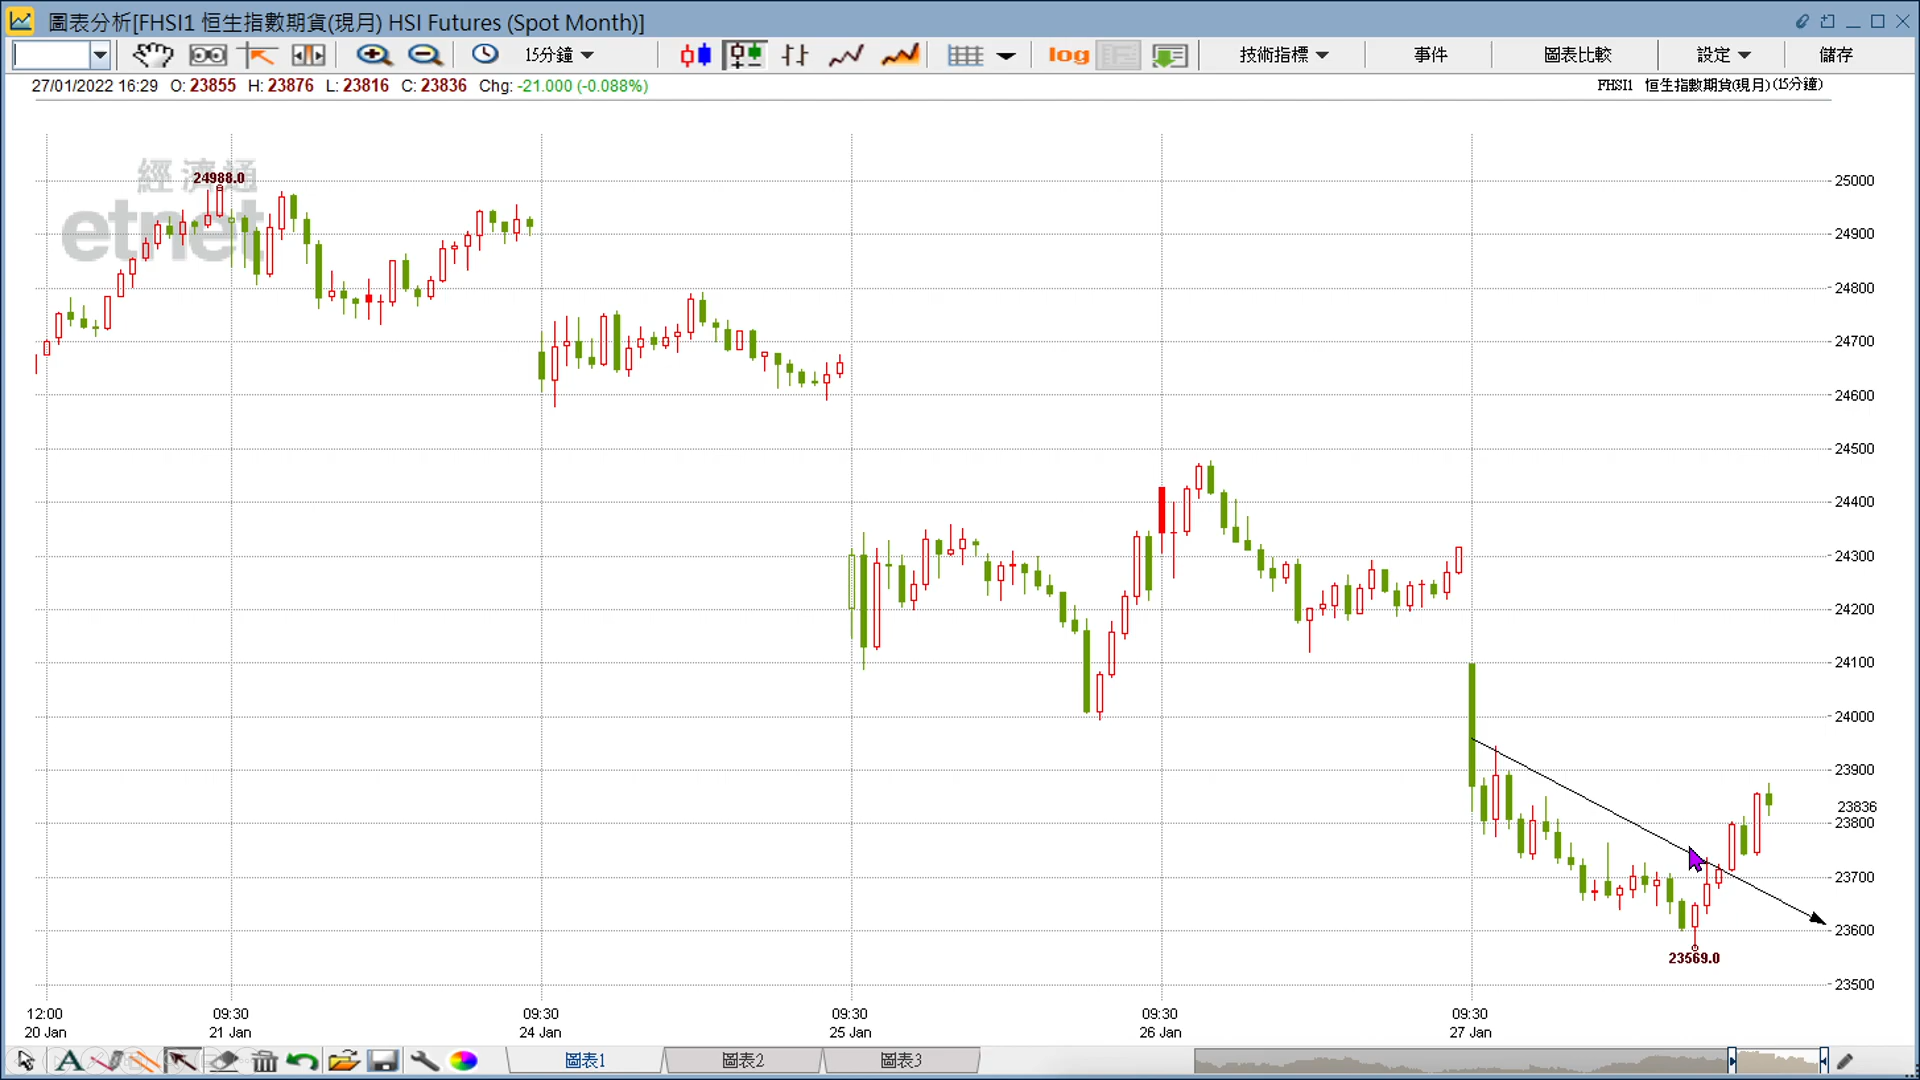 圖表分析[FHSI1 恒生指數期貨(現月) HSI Futures (Spot Month)]
15分鐘
log
技術指標
事件
圖表比較
設定
儲存
27/01/2022 16:29 O: 23855 H: 23876 L: 23816 C: 23836 Chg: -21.000 (-0.088%)
FHSI1 恒生指數期貨(現月)(15分鐘)
經濟通
etnet
24988.0
25000
24900
24800
24700
24600
24500
24400
24300
24200
24100
24000
23900
23836
23800
23700
23600
23500
23569.0
12:00
20 Jan
09:30
21 Jan
09:30
24 Jan
09:30
25 Jan
09:30
26 Jan
09:30
27 Jan
A
圖表1
圖表2
圖表3